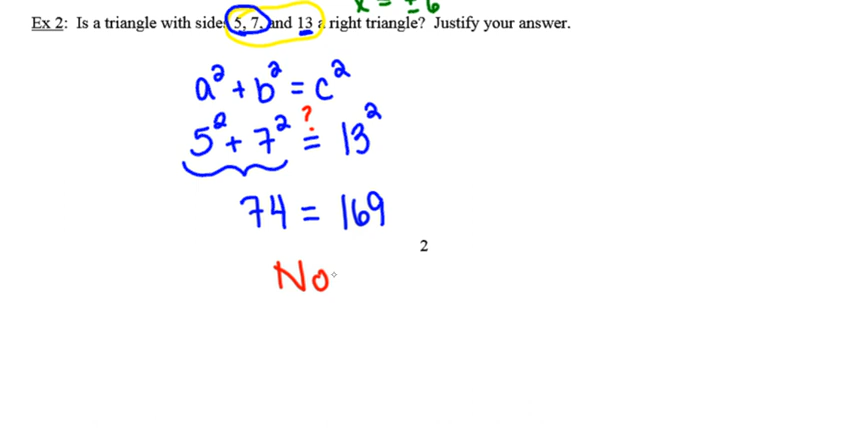 x = ±6
Ex 2: Is a triangle with sides 5, 7, and 13 a right triangle? Justify your answer.
a² + b² = c²
?
5² + 7² = 13²
74 = 169
2
No